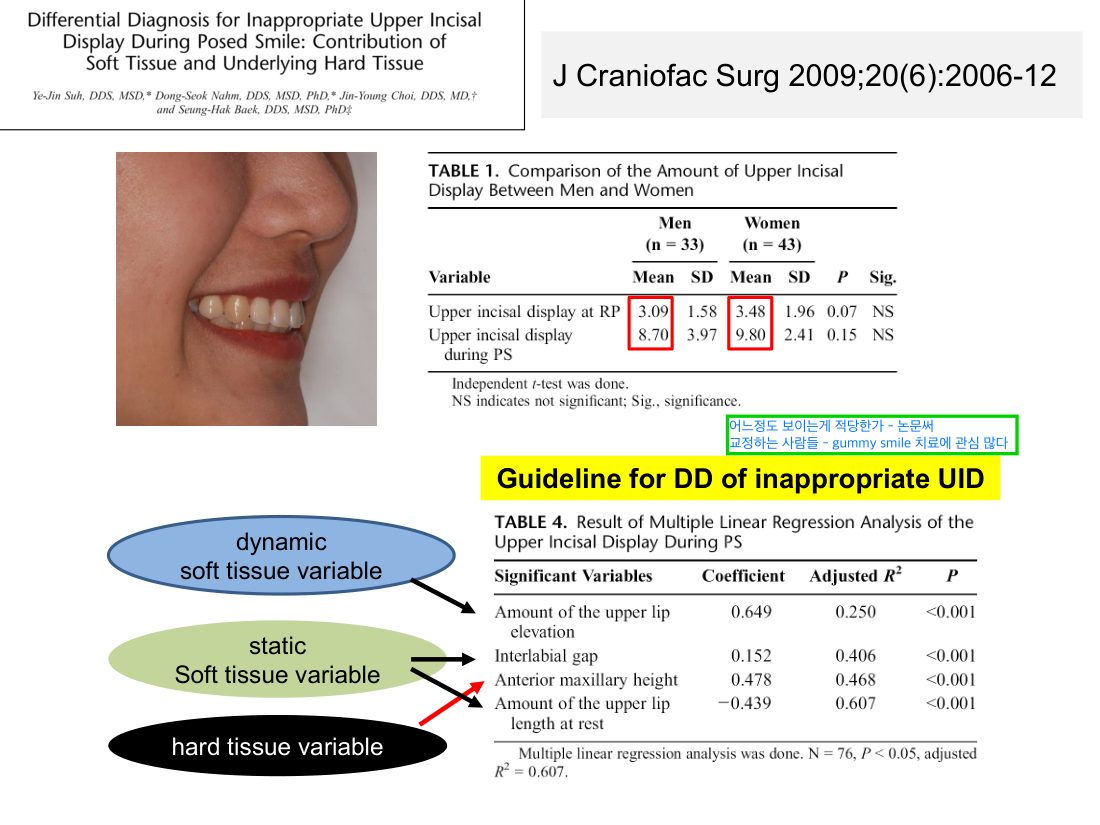 Differential Diagnosis for Inappropriate Upper Incisal
Display During Posed Smile: Contribution of
Soft Tissue and Underlying Hard Tissue
Ye-Jin Suh, DDS, MSD,* Dong-Seok Nahm, DDS, MSD, PhD,* Jin-Young Choi, DDS, MD,†
and Seung-Hak Baek, DDS, MSD, PhD‡
J Craniofac Surg 2009;20(6):2006-12
TABLE 1. Comparison of the Amount of Upper Incisal
Display Between Men and Women
Men Women
(n = 33) (n = 43)
Variable Mean SD Mean SD P Sig.
Upper incisal display at RP 3.09 1.58 3.48 1.96 0.07 NS
Upper incisal display 8.70 3.97 9.80 2.41 0.15 NS
during PS
Independent t-test was done.
NS indicates not significant; Sig., significance.
어느정도 보이는게 적당한가 - 논문써
교정하는 사람들 - gummy smile 치료에 관심 많다
Guideline for DD of inappropriate UID
TABLE 4. Result of Multiple Linear Regression Analysis of the
Upper Incisal Display During PS
Significant Variables Coefficient Adjusted R² P
Amount of the upper lip 0.649 0.250 <0.001
elevation
Interlabial gap 0.152 0.406 <0.001
Anterior maxillary height 0.478 0.468 <0.001
Amount of the upper lip −0.439 0.607 <0.001
length at rest
Multiple linear regression analysis was done. N = 76, P < 0.05, adjusted
R² = 0.607.
dynamic
soft tissue variable
static
Soft tissue variable
hard tissue variable